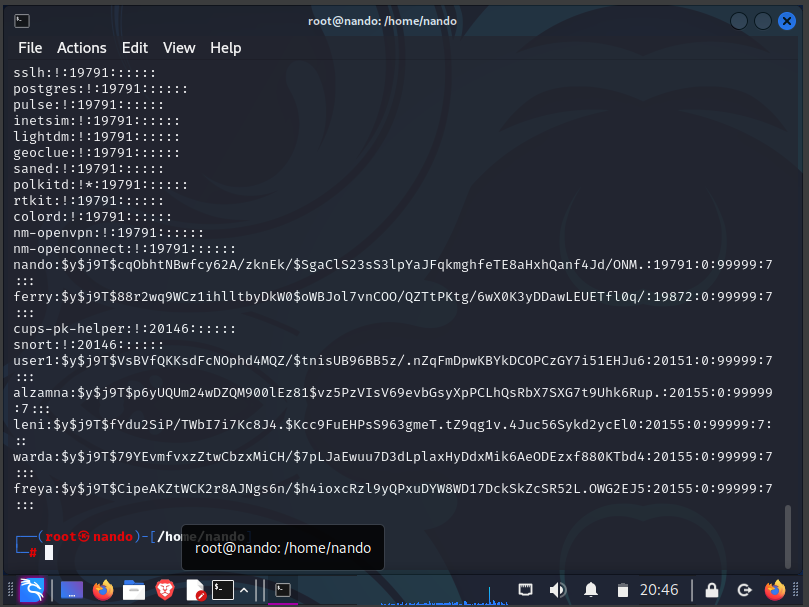 root@nando: /home/nando
File Actions Edit View Help
sslh:!:19791::::::
postgres:!:19791::::::
pulse:!:19791::::::
inetsim:!:19791::::::
lightdm:!:19791::::::
geoclue:!:19791::::::
saned:!:19791::::::
polkitd:!*:19791::::::
rtkit:!:19791::::::
colord:!:19791::::::
nm-openvpn:!:19791::::::
nm-openconnect:!:19791::::::
nando:$y$j9T$cqObhtNBwfcy62A/zknEk/$SgaClS23sS3lpYaJFqkmghfeTE8aHxhQanf4Jd/ONM.:19791:0:99999:7
:::
ferry:$y$j9T$88r2wq9WCz1ihlltbyDkW0$oWBJol7vnCOO/QZTtPKtg/6wX0K3yDDawLEUETfl0q/:19872:0:99999:7
:::
cups-pk-helper:!:20146::::::
snort:!:20146::::::
user1:$y$j9T$VsBVfQKKsdFcNOphd4MQZ/$tnisUB96BB5z/.nZqFmDpwKBYkDCOPCzGY7i51EHJu6:20151:0:99999:7
:::
alzamna:$y$j9T$p6yUQUm24wDZQM900lEz81$vz5PzVIsV69evbGsyXpPCLhQsRbX7SXG7t9Uhk6Rup.:20155:0:99999
:7:::
leni:$y$j9T$fYdu2SiP/TWbI7i7Kc8J4.$Kcc9FuEHPsS963gmeT.tZ9qg1v.4Juc56Sykd2ycEl0:20155:0:99999:7:
::
warda:$y$j9T$79YEvmfvxzZtwCbzxMiCH/$7pLJaEwuu7D3dLplaxHyDdxMik6AeODEzxf880KTbd4:20155:0:99999:7
:::
freya:$y$j9T$CipeAKZtWCK2r8AJNgs6n/$h4ioxcRzl9yQPxuDYW8WD17DckSkZcSR52L.OWG2EJ5:20155:0:99999:7
:::
┌──(root㉿nando)-[/home/nando]
└─#
root@nando: /home/nando
20:46